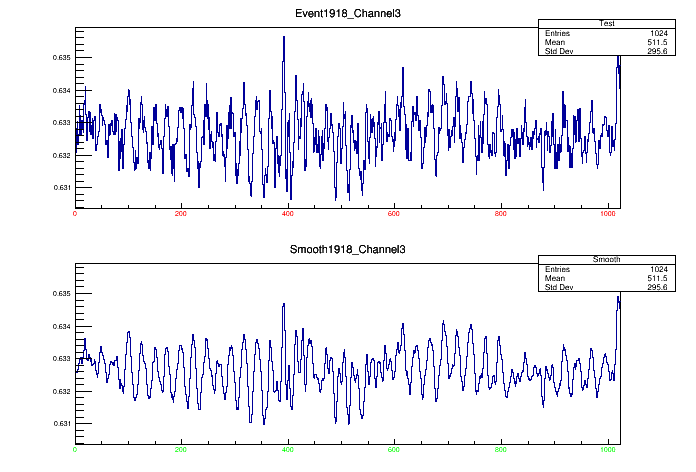 Event1918_Channel3
Test
Entries 1024
Mean 511.5
Std Dev 295.6
0.635
0.634
0.633
0.632
0.631
0 200 400 600 800 1000
Smooth1918_Channel3
Smooth
Entries 1024
Mean 511.5
Std Dev 295.6
0.635
0.634
0.633
0.632
0.631
0 200 400 600 800 1000